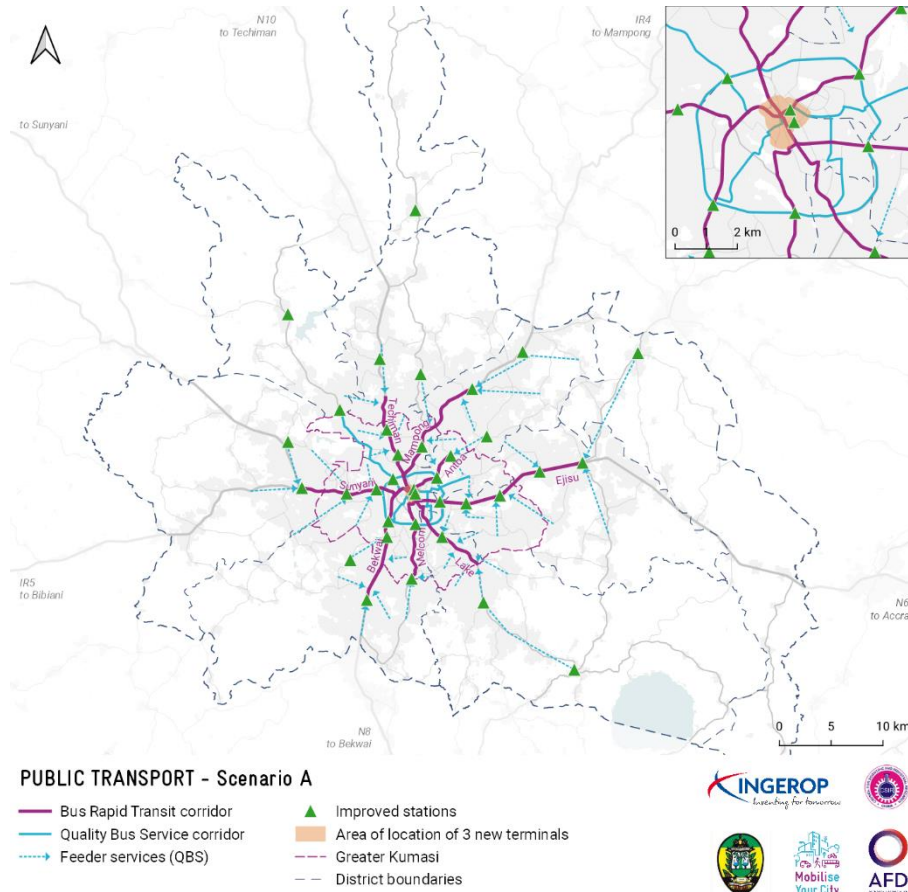 N10
to Techiman
IR4
to Mampong
to Sunyani
0 1 2 km
Techiman
Mampong
Antoa
Sunyani
Ejisu
Bekwai
Melcom
Lake
IR5
to Bibiani
N6
to Accra
N8
to Bekwai
0 5 10 km
PUBLIC TRANSPORT - Scenario A
Bus Rapid Transit corridor
Quality Bus Service corridor
Feeder services (QBS)
Improved stations
Area of location of 3 new terminals
Greater Kumasi
District boundaries
INGEROP
Inventing for tomorrow
CSIR
Mobilise
Your City
AFD